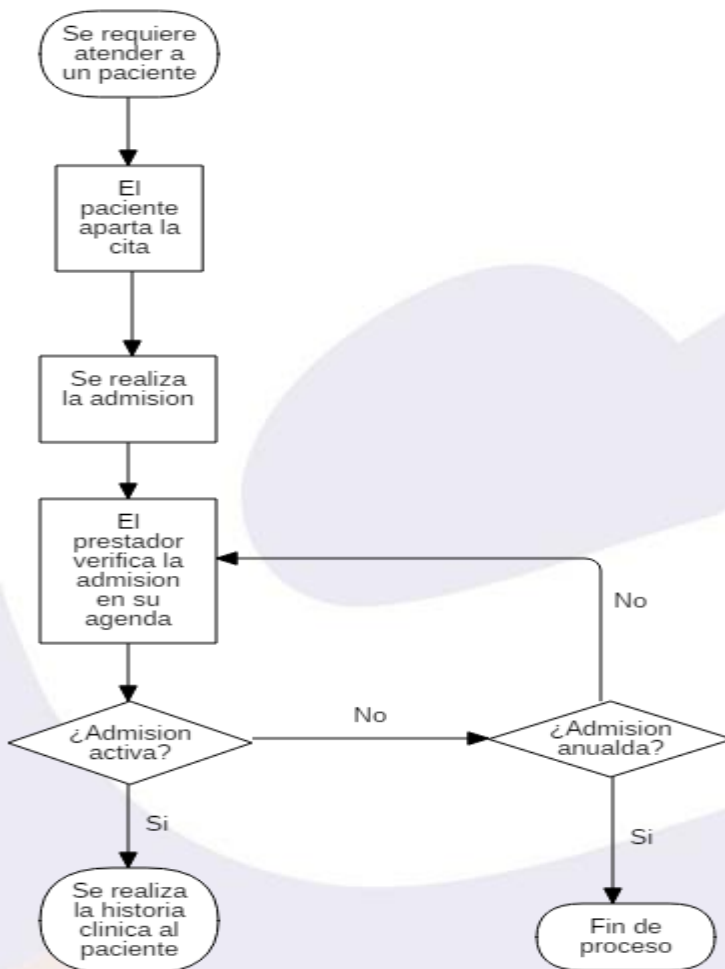 Se requiere
atender a
un paciente
El
paciente
aparta la
cita
Se realiza
la admision
El
prestador
verifica la
admision
en su
agenda
No
¿Admision
activa?
No
¿Admision
anualda?
Si
Si
Se realiza
la historia
clinica al
paciente
Fin de
proceso